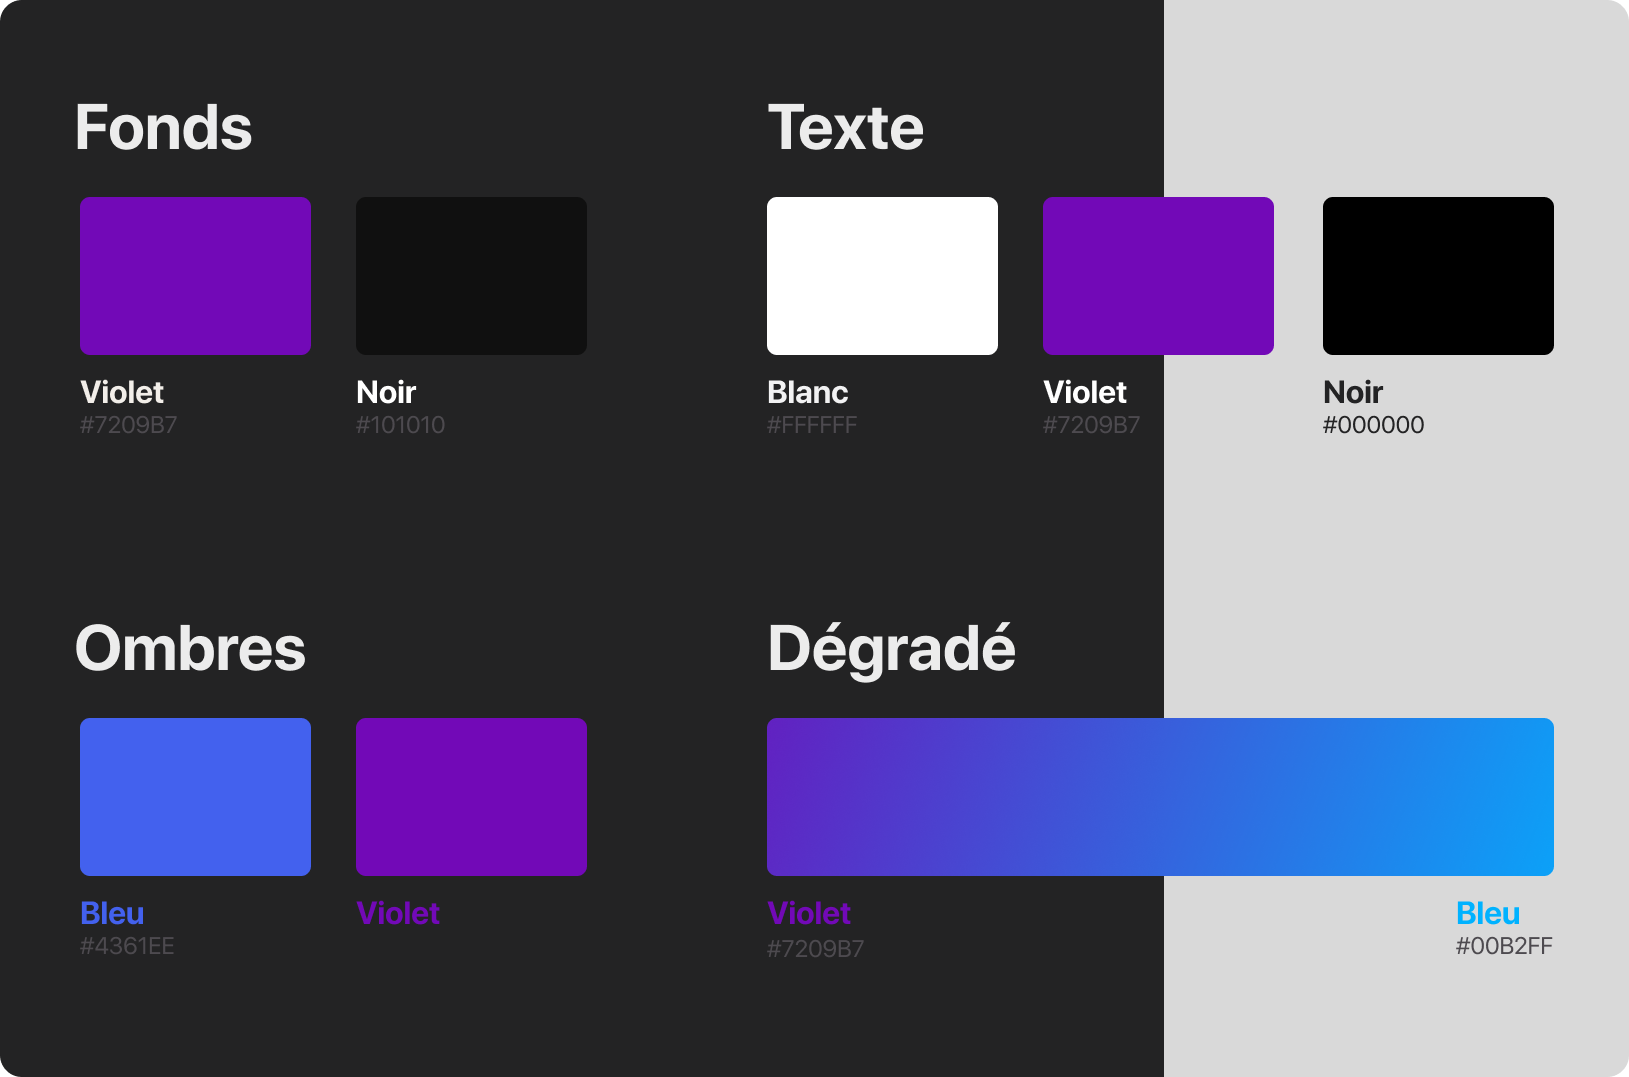 Fonds
Violet
#7209B7
Noir
#101010
Texte
Blanc
#FFFFFF
Violet
#7209B7
Noir
#000000
Ombres
Bleu
#4361EE
Violet
Dégradé
Violet
#7209B7
Bleu
#00B2FF